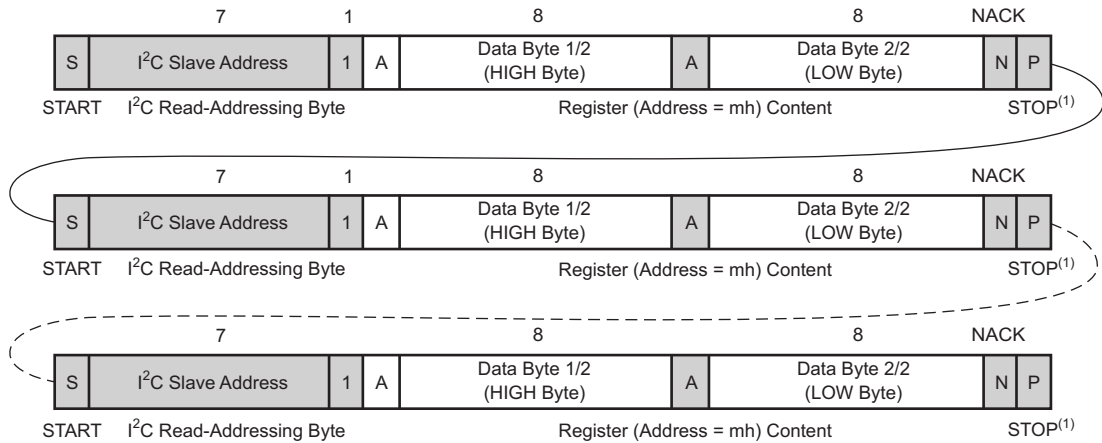 7 1 8 8 NACK
S I²C Slave Address 1 A Data Byte 1/2 (HIGH Byte) A Data Byte 2/2 (LOW Byte) N P
START I²C Read-Addressing Byte Register (Address = mh) Content STOP⁽¹⁾
7 1 8 8 NACK
S I²C Slave Address 1 A Data Byte 1/2 (HIGH Byte) A Data Byte 2/2 (LOW Byte) N P
START I²C Read-Addressing Byte Register (Address = mh) Content STOP⁽¹⁾
7 1 8 8 NACK
S I²C Slave Address 1 A Data Byte 1/2 (HIGH Byte) A Data Byte 2/2 (LOW Byte) N P
START I²C Read-Addressing Byte Register (Address = mh) Content STOP⁽¹⁾